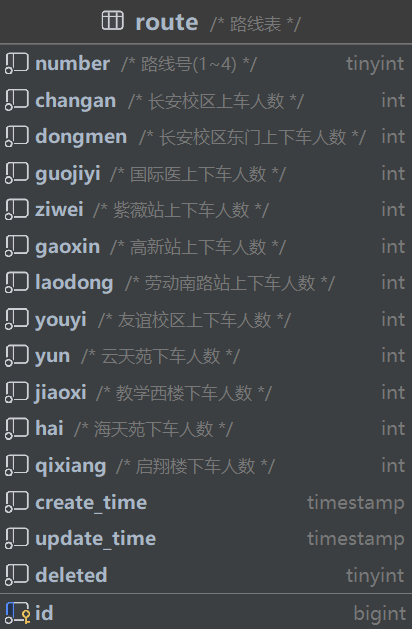 route /* 路线表 */
number /* 路线号(1~4) */ tinyint
changan /* 长安校区上车人数 */ int
dongmen /* 长安校区东门上下车人数 */ int
guojiyi /* 国际医上下车人数 */ int
ziwei /* 紫薇站上下车人数 */ int
gaoxin /* 高新站上下车人数 */ int
laodong /* 劳动南路站上下车人数 */ int
youyi /* 友谊校区上下车人数 */ int
yun /* 云天苑下车人数 */ int
jiaoxi /* 教学西楼下车人数 */ int
hai /* 海天苑下车人数 */ int
qixiang /* 启翔楼下车人数 */ int
create_time timestamp
update_time timestamp
deleted tinyint
id bigint